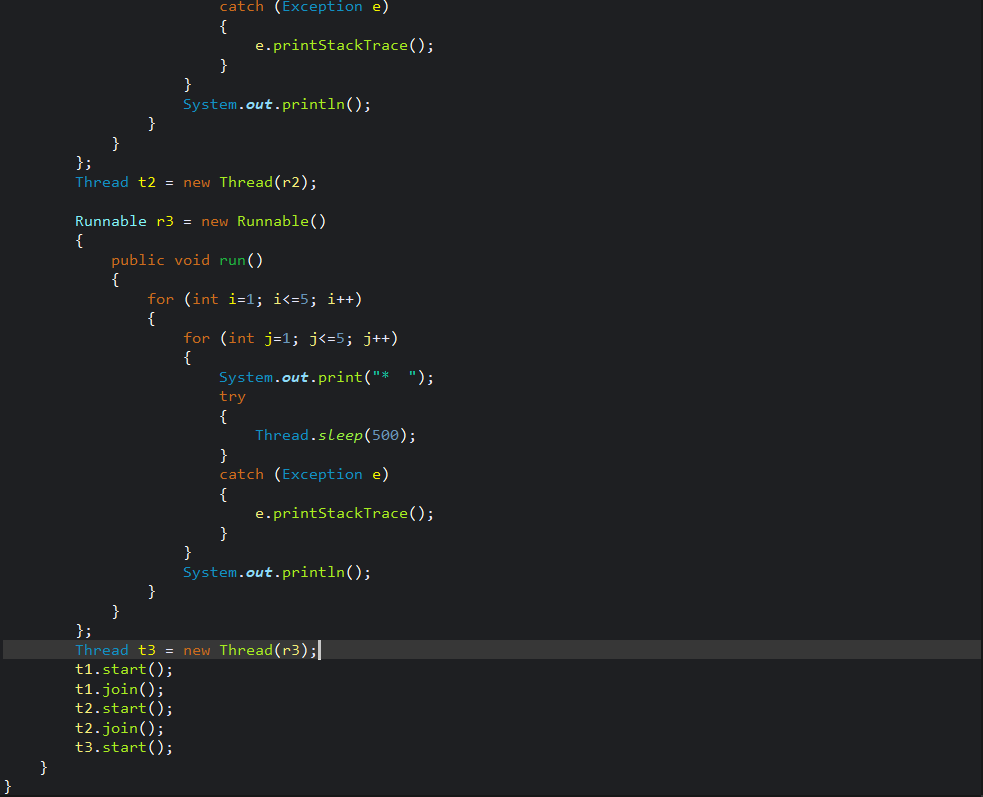 catch (Exception e)
{
e.printStackTrace();
}
}
System.out.println();
}
}
};
Thread t2 = new Thread(r2);
Runnable r3 = new Runnable()
{
public void run()
{
for (int i=1; i<=5; i++)
{
for (int j=1; j<=5; j++)
{
System.out.print("*  ");
try
{
Thread.sleep(500);
}
catch (Exception e)
{
e.printStackTrace();
}
}
System.out.println();
}
}
};
Thread t3 = new Thread(r3);
t1.start();
t1.join();
t2.start();
t2.join();
t3.start();
}
}